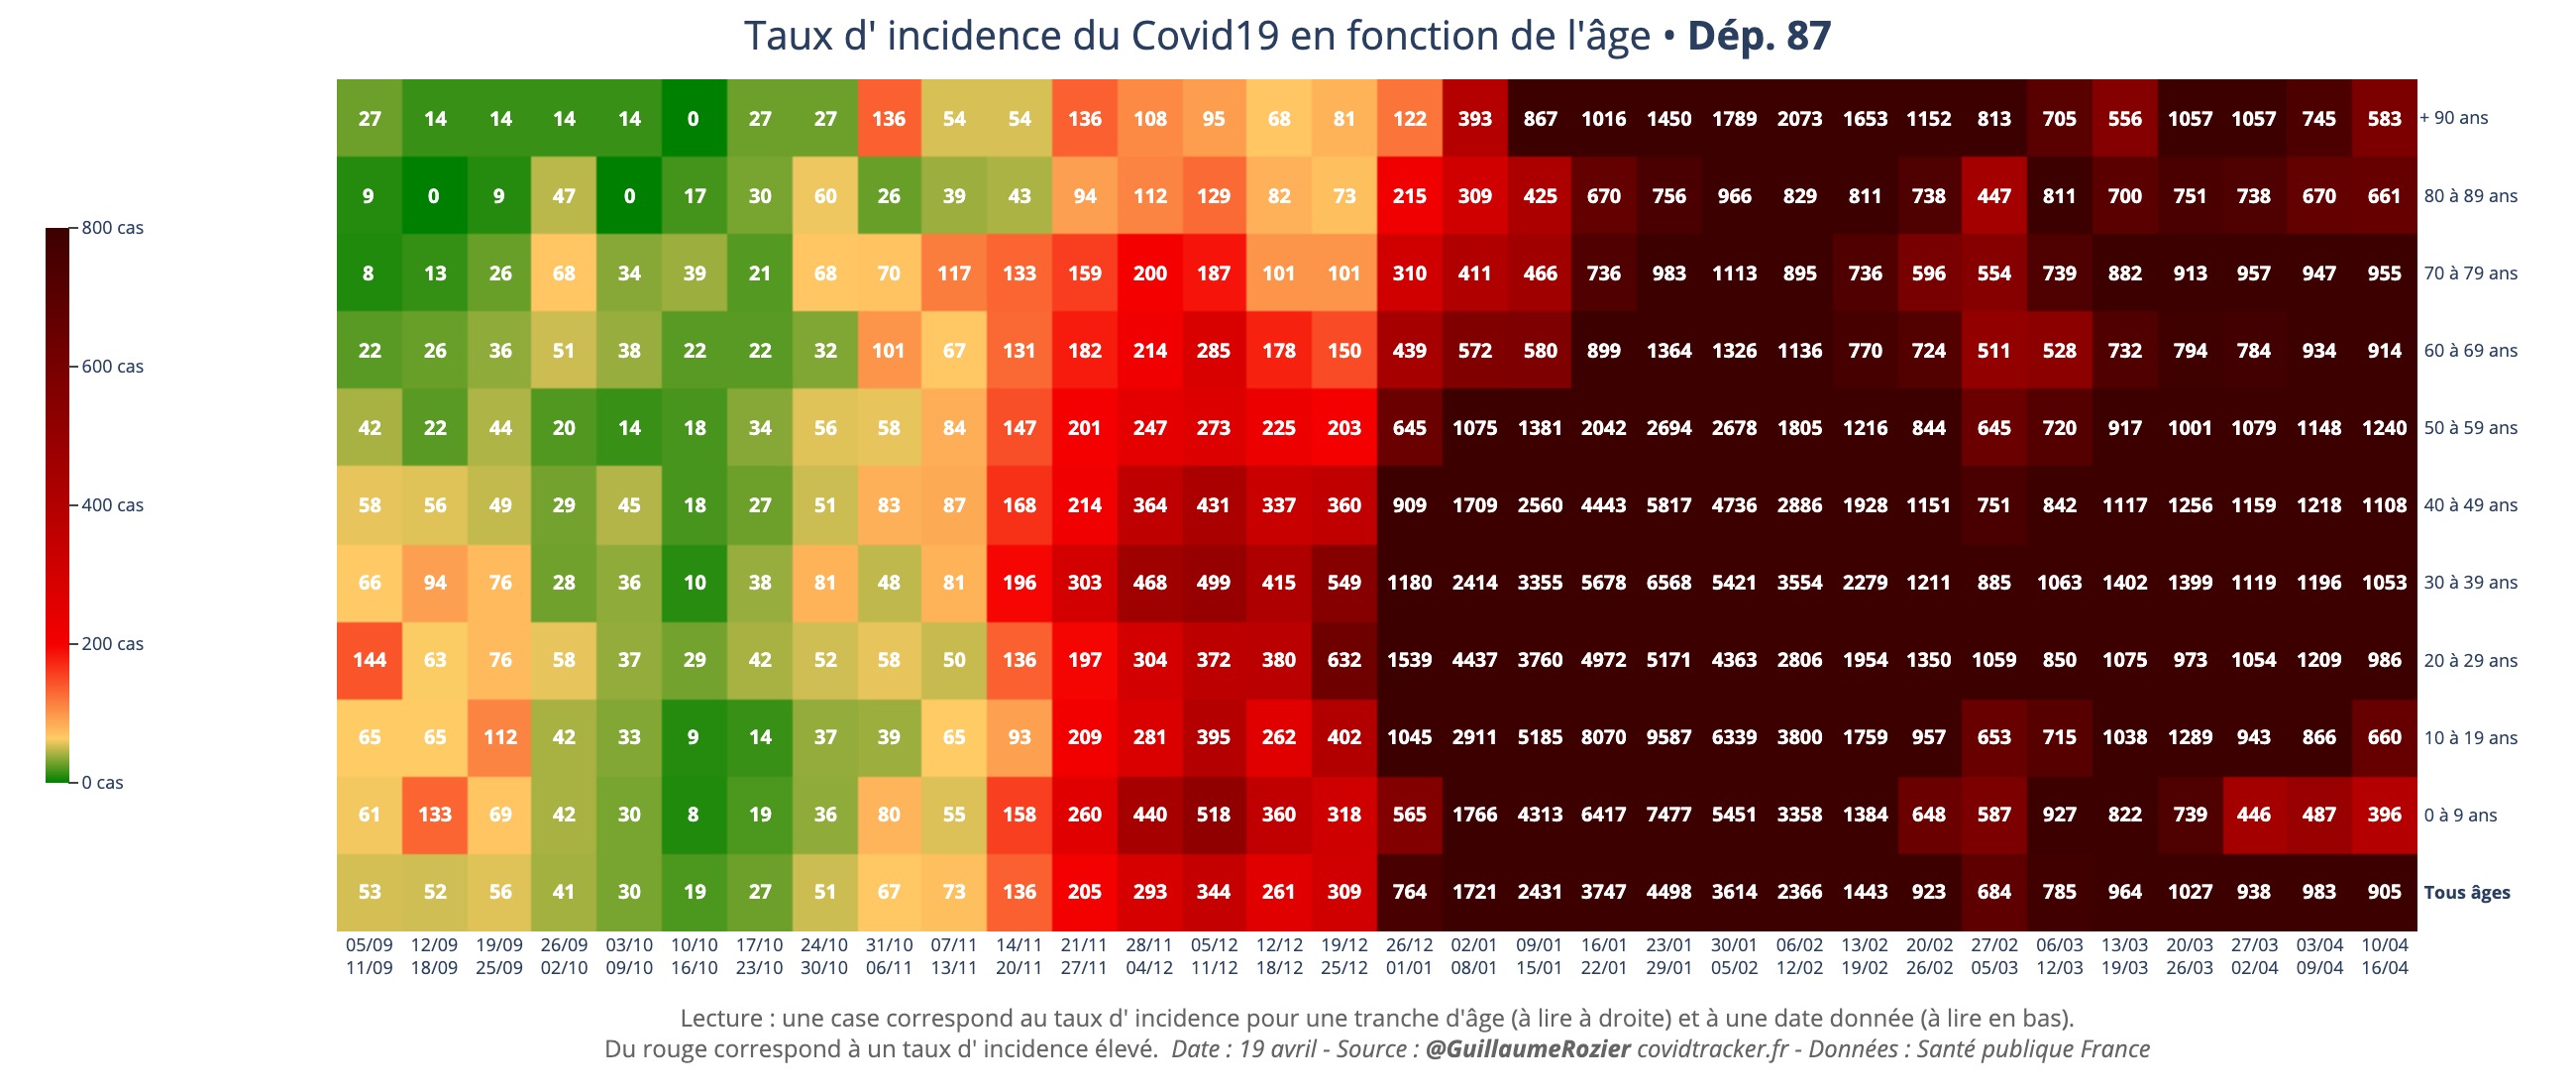 Taux d' incidence du Covid19 en fonction de l'âge • Dép. 87
27 14 14 14 14 0 27 27 136 54 54 136 108 95 68 81 122 393 867 1016 1450 1789 2073 1653 1152 813 705 556 1057 1057 745 583 + 90 ans
9 0 9 47 0 17 30 60 26 39 43 94 112 129 82 73 215 309 425 670 756 966 829 811 738 447 811 700 751 738 670 661 80 à 89 ans
8 13 26 68 34 39 21 68 70 117 133 159 200 187 101 101 310 411 466 736 983 1113 895 736 596 554 739 882 913 957 947 955 70 à 79 ans
22 26 36 51 38 22 22 32 101 67 131 182 214 285 178 150 439 572 580 899 1364 1326 1136 770 724 511 528 732 794 784 934 914 60 à 69 ans
42 22 44 20 14 18 34 56 58 84 147 201 247 273 225 203 645 1075 1381 2042 2694 2678 1805 1216 844 645 720 917 1001 1079 1148 1240 50 à 59 ans
58 56 49 29 45 18 27 51 83 87 168 214 364 431 337 360 909 1709 2560 4443 5817 4736 2886 1928 1151 751 842 1117 1256 1159 1218 1108 40 à 49 ans
66 94 76 28 36 10 38 81 48 81 196 303 468 499 415 549 1180 2414 3355 5678 6568 5421 3554 2279 1211 885 1063 1402 1399 1119 1196 1053 30 à 39 ans
144 63 76 58 37 29 42 52 58 50 136 197 304 372 380 632 1539 4437 3760 4972 5171 4363 2806 1954 1350 1059 850 1075 973 1054 1209 986 20 à 29 ans
65 65 112 42 33 9 14 37 39 65 93 209 281 395 262 402 1045 2911 5185 8070 9587 6339 3800 1759 957 653 715 1038 1289 943 866 660 10 à 19 ans
61 133 69 42 30 8 19 36 80 55 158 260 440 518 360 318 565 1766 4313 6417 7477 5451 3358 1384 648 587 927 822 739 446 487 396 0 à 9 ans
53 52 56 41 30 19 27 51 67 73 136 205 293 344 261 309 764 1721 2431 3747 4498 3614 2366 1443 923 684 785 964 1027 938 983 905 Tous âges
05/09 12/09 19/09 26/09 03/10 10/10 17/10 24/10 31/10 07/11 14/11 21/11 28/11 05/12 12/12 19/12 26/12 02/01 09/01 16/01 23/01 30/01 06/02 13/02 20/02 27/02 06/03 13/03 20/03 27/03 03/04 10/04
11/09 18/09 25/09 02/10 09/10 16/10 23/10 30/10 06/11 13/11 20/11 27/11 04/12 11/12 18/12 25/12 01/01 08/01 15/01 22/01 29/01 05/02 12/02 19/02 26/02 05/03 12/03 19/03 26/03 02/04 09/04 16/04
800 cas
600 cas
400 cas
200 cas
0 cas
Lecture : une case correspond au taux d' incidence pour une tranche d'âge (à lire à droite) et à une date donnée (à lire en bas).
Du rouge correspond à un taux d' incidence élevé. Date : 19 avril - Source : @GuillaumeRozier covidtracker.fr - Données : Santé publique France